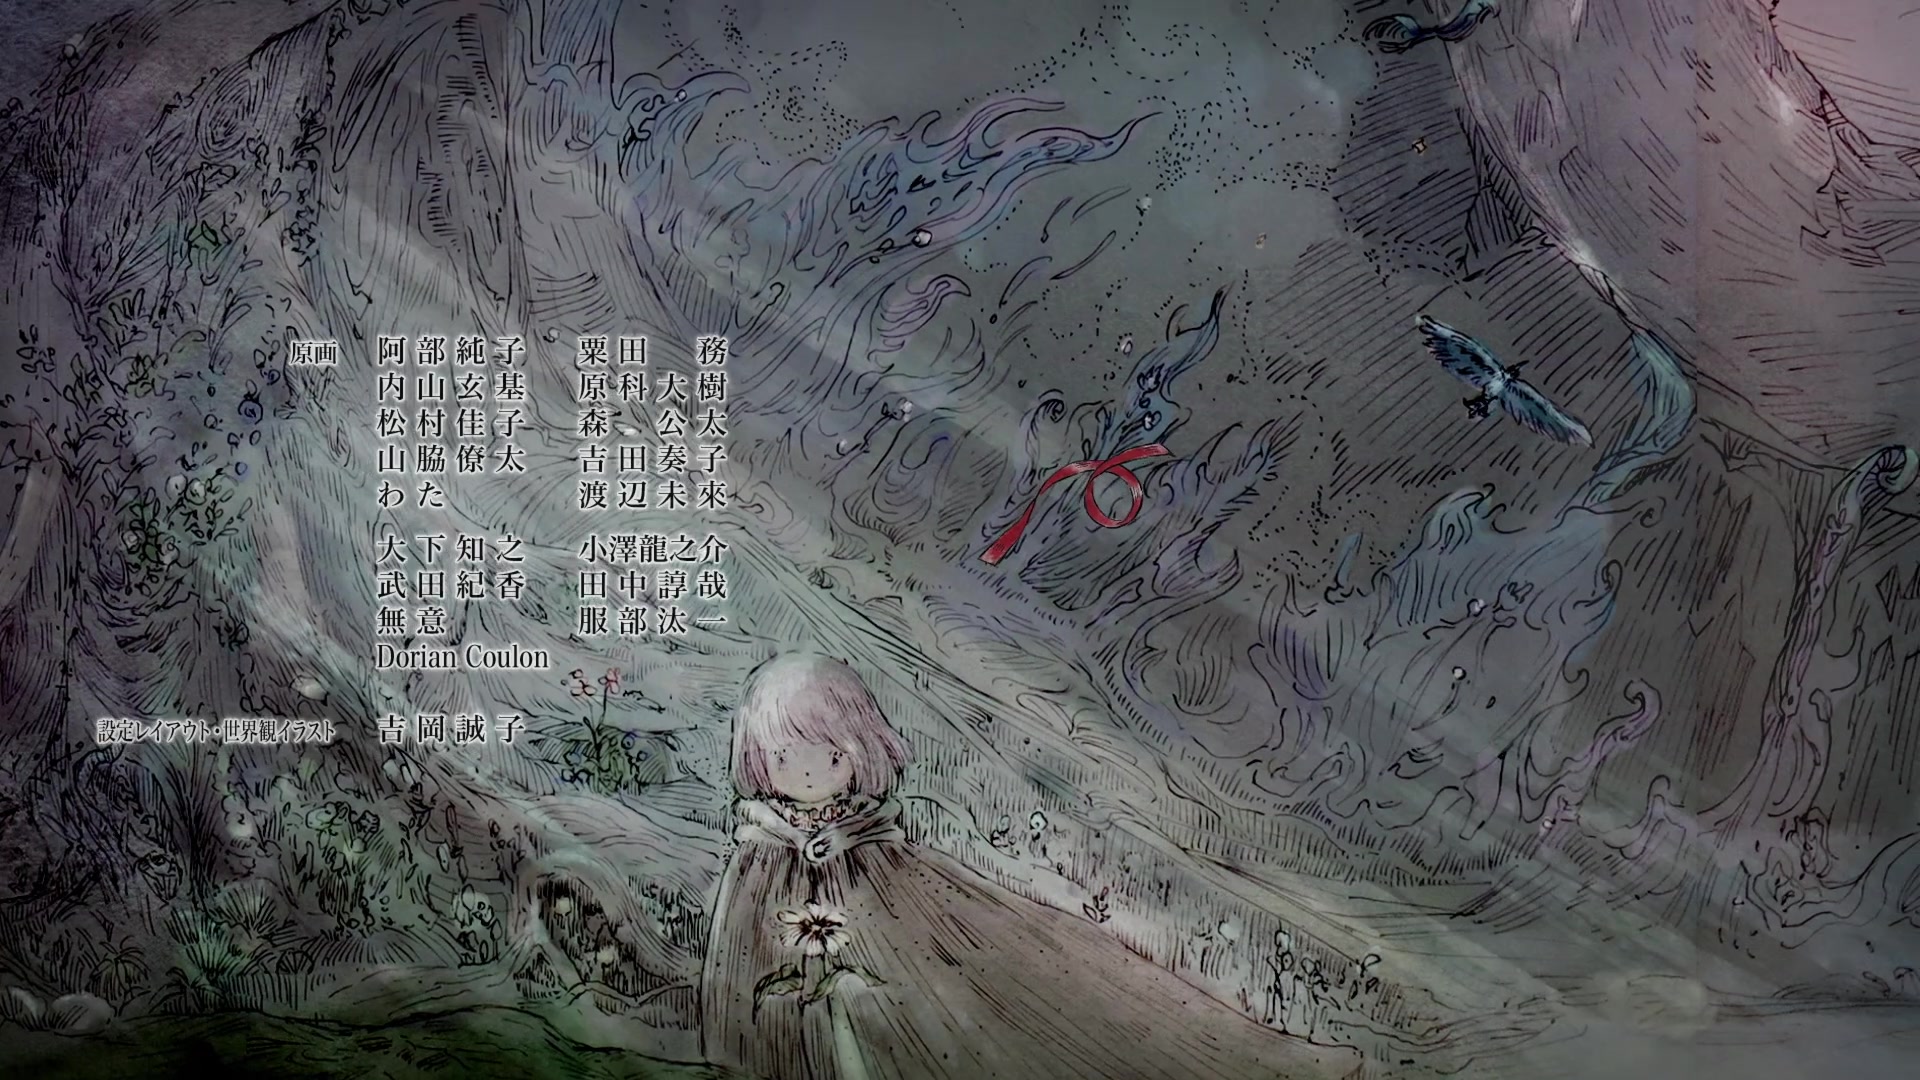 原画 阿部純子 粟田 務
内山玄基 原科大樹
松村佳子 森 公太
山脇僚太 吉田奏子
わた 渡辺未來
大下知之 小澤龍之介
武田紀香 田中諄哉
無意 服部汰一
Dorian Coulon
設定レイアウト・世界観イラスト 吉岡誠子